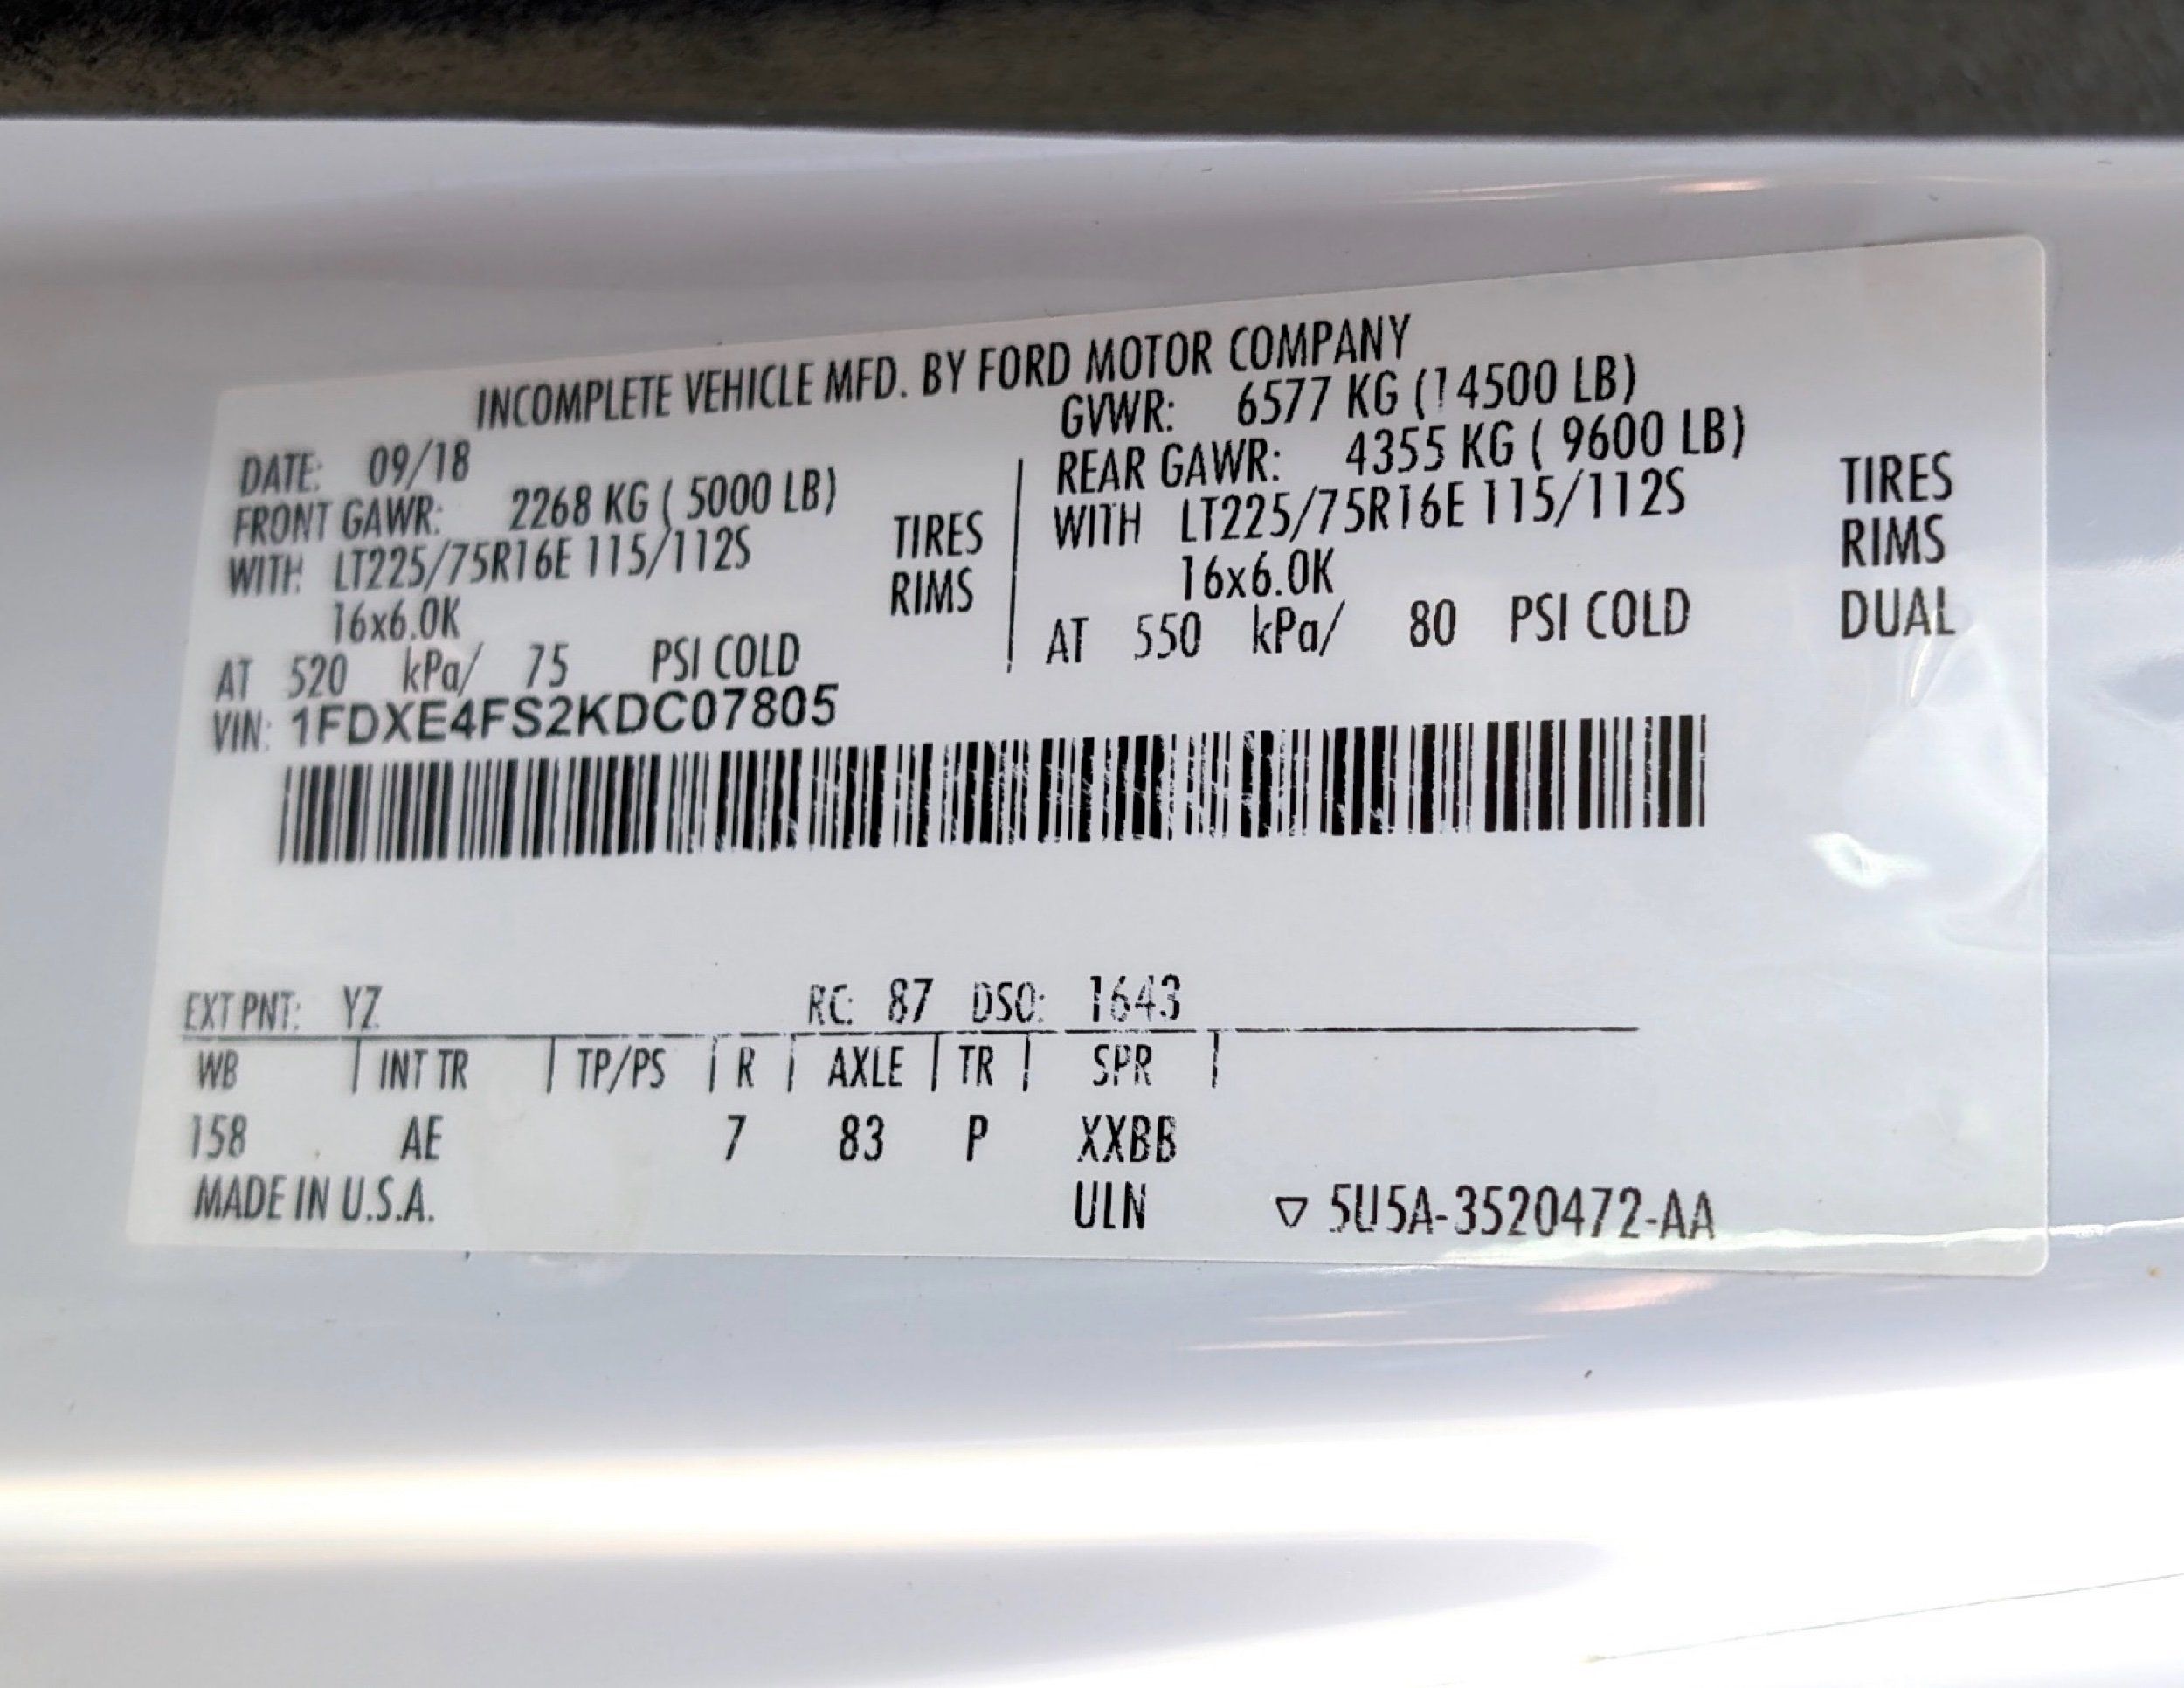 INCOMPLETE VEHICLE MFD. BY FORD MOTOR COMPANY
DATE: 09/18 GVWR: 6577 KG (14500 LB)
FRONT GAWR: 2268 KG ( 5000 LB) REAR GAWR: 4355 KG ( 9600 LB)
WITH LT225/75R16E 115/112S TIRES WITH LT225/75R16E 115/112S TIRES
16x6.0K RIMS 16x6.0K RIMS
AT 520 kPa/ 75 PSI COLD AT 550 kPa/ 80 PSI COLD DUAL
VIN: 1FDXE4FS2KDC07805
EXT PNT: YZ RC: 87 DSO: 1643
WB INT TR TP/PS R AXLE TR SPR
158 AE 7 83 P XXBB
MADE IN U.S.A. ULN ▽ 5U5A-3520472-AA